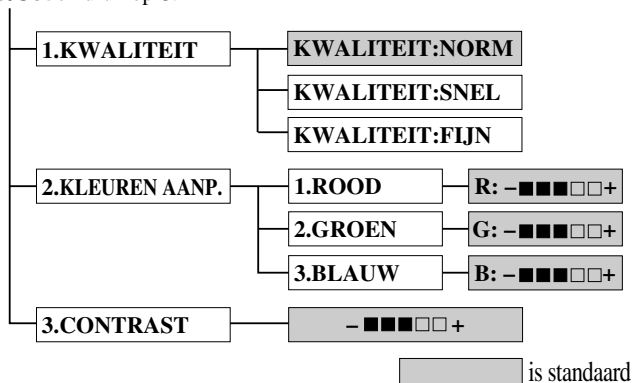 1.KWALITEIT KWALITEIT:NORM
KWALITEIT:SNEL
KWALITEIT:FIJN
2.KLEUREN AANP. 1.ROOD R: –■■■□□+
2.GROEN G: –■■■□□+
3.BLAUW B: –■■■□□+
3.CONTRAST –■■■□□+
is standaard